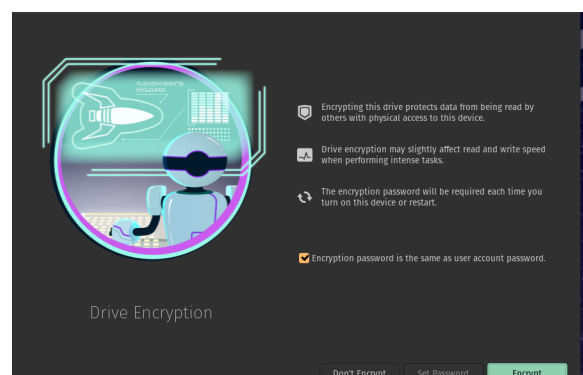 Encrypting this drive protects data from being read by
others with physical access to this device.
Drive encryption may slightly affect read and write speed
when performing intense tasks.
The encryption password will be required each time you
turn on this device or restart.
Encryption password is the same as user account password.
Drive Encryption
Don't Encrypt
Set Password
Encrypt